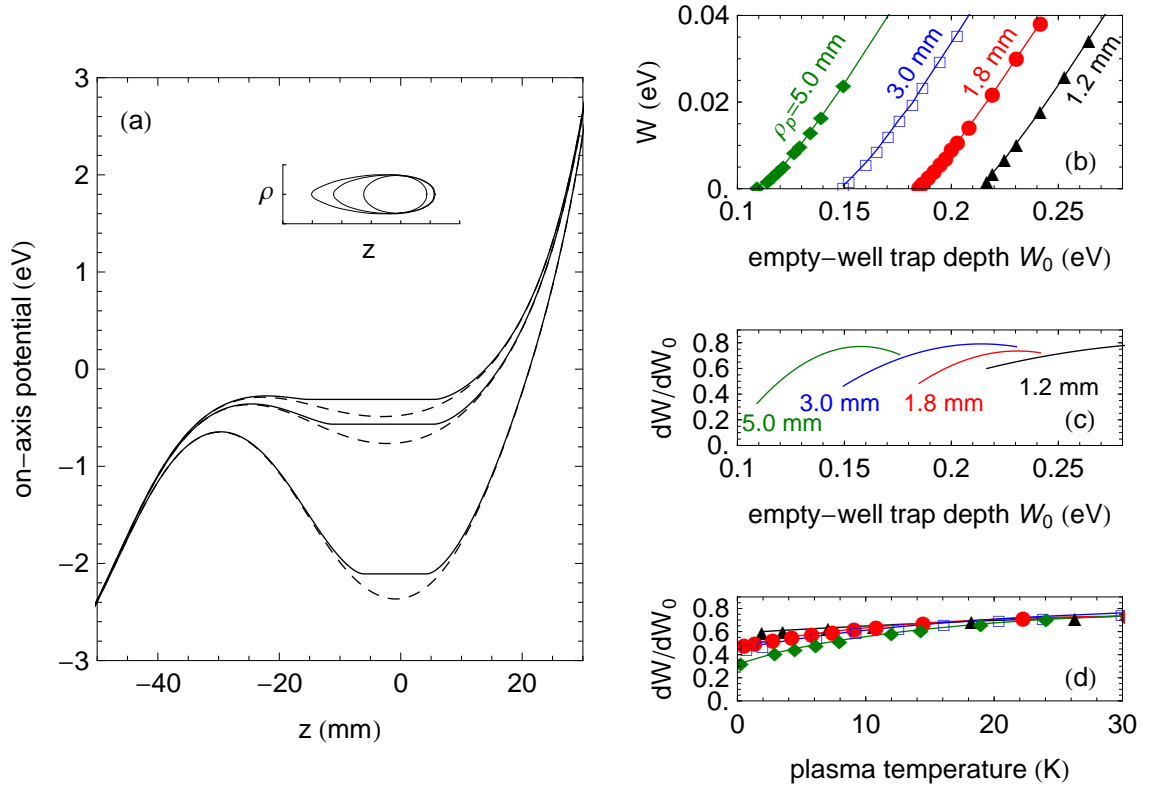 (a)
on−axis potential (eV)
3
2
1
0
−1
−2
−3
−40
−20
0
20
z (mm)
ρ
z
W (eV)
0.04
0.02
0.
ρp=5.0 mm
3.0 mm
1.8 mm
1.2 mm
(b)
0.1
0.15
0.2
0.25
empty−well trap depth W0 (eV)
dW/dW0
0.8
0.6
0.4
0.2
0.
5.0 mm
3.0 mm
1.8 mm
1.2 mm
(c)
0.1
0.15
0.2
0.25
empty−well trap depth W0 (eV)
dW/dW0
0.8
0.6
0.4
0.2
0.
(d)
0
10
20
30
plasma temperature (K)